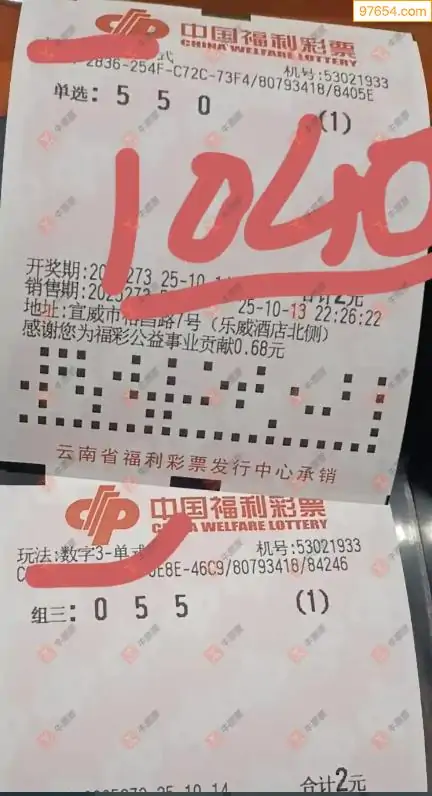 97654.com
中国福利彩票
CHINA WELFARE LOTTERY
式
2836-254F-C72C-73F4/80793418/8405E
机号:53021933
单选: 5 5 0 (1)
1040
开奖期:20 273 25-10-1
合计2元
销售期:2025273
25-10-13 22:26:22
地址:宣威市 路7号(乐威酒店北侧)
感谢您为福彩公益事业贡献0.68元
云南省福利彩票发行中心承销
中国福利彩票
CHINA WELFARE LOTTERY
玩法:数字3-单式
机号:53021933
C E8E-46C9/80793418/84246
组三: 0 5 5 (1)
25-10-14
合计2元